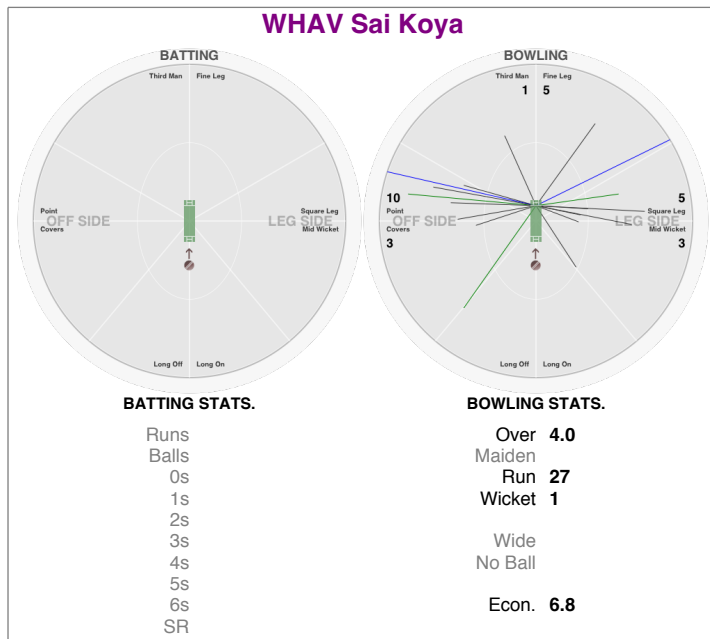 WHAV Sai Koya
BATTING
Third Man Fine Leg
Point
OFF SIDE
Covers
Square Leg
LEG SIDE
Mid Wicket
Long Off Long On
BATTING STATS.
Runs
Balls
0s
1s
2s
3s
4s
5s
6s
SR
BOWLING
Third Man Fine Leg
1 5
10
Point
OFF SIDE
Covers
3
5
Square Leg
LEG SIDE
Mid Wicket
3
Long Off Long On
BOWLING STATS.
Over 4.0
Maiden
Run 27
Wicket 1
Wide
No Ball
Econ. 6.8